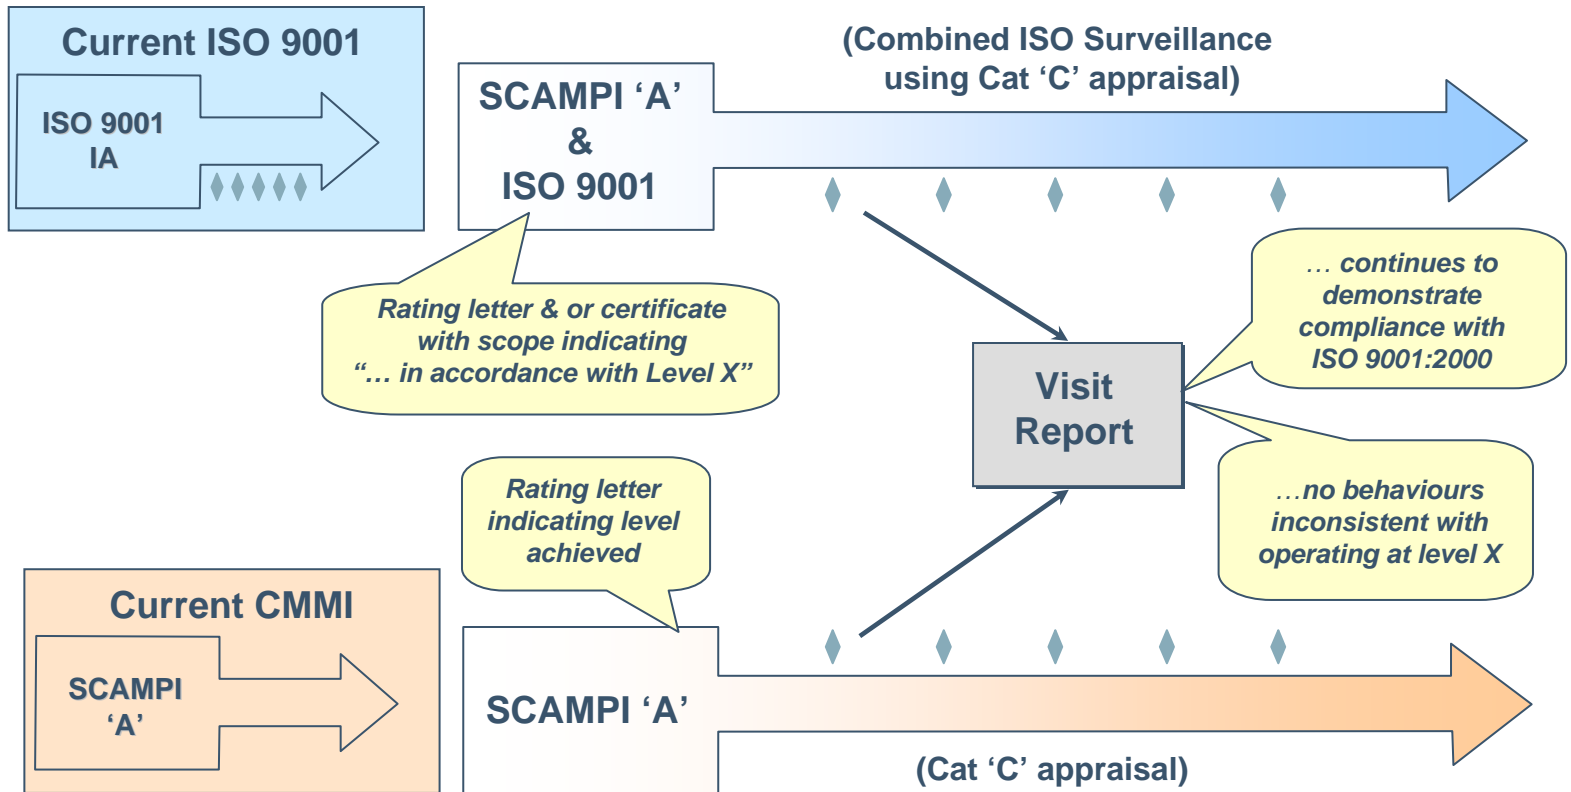 Current ISO 9001
ISO 9001
IA
SCAMPI ‘A’
&
ISO 9001
(Combined ISO Surveillance
using Cat ‘C’ appraisal)
Rating letter & or certificate
with scope indicating
“… in accordance with Level X”
… continues to
demonstrate
compliance with
ISO 9001:2000
Visit
Report
…no behaviours
inconsistent with
operating at level X
Rating letter
indicating level
achieved
Current CMMI
SCAMPI
‘A’
SCAMPI ‘A’
(Cat ‘C’ appraisal)